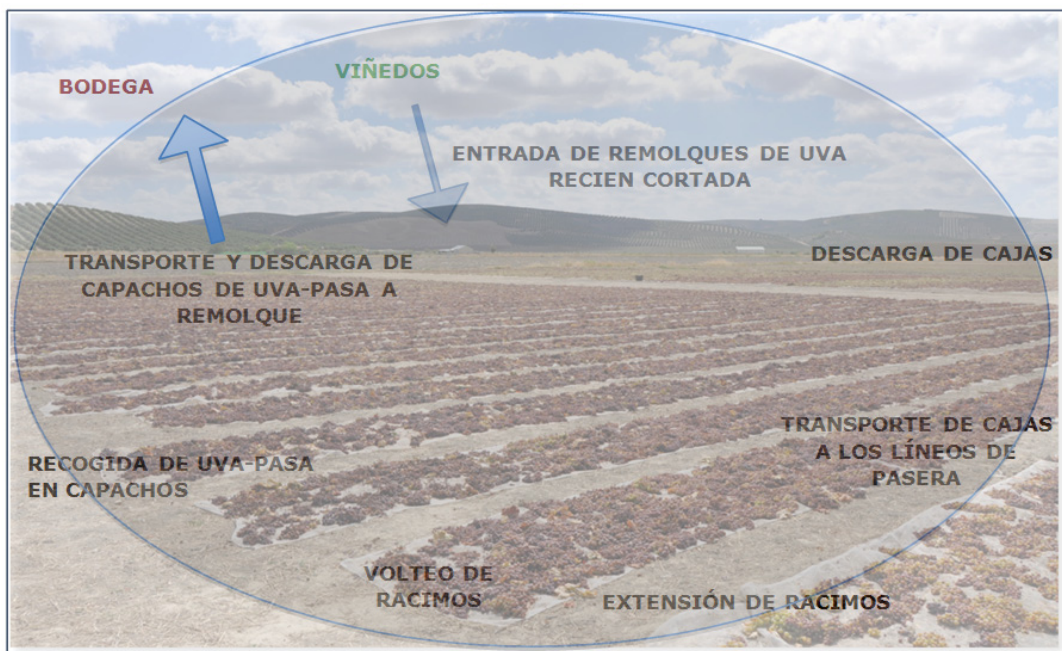 BODEGA
VIÑEDOS
ENTRADA DE REMOLQUES DE UVA
RECIEN CORTADA
DESCARGA DE CAJAS
TRANSPORTE Y DESCARGA DE
CAPACHOS DE UVA-PASA A
REMOLQUE
TRANSPORTE DE CAJAS
A LOS LÍNEOS DE
PASERA
RECOGIDA DE UVA-PASA
EN CAPACHOS
VOLTEO DE
RACIMOS
EXTENSIÓN DE RACIMOS